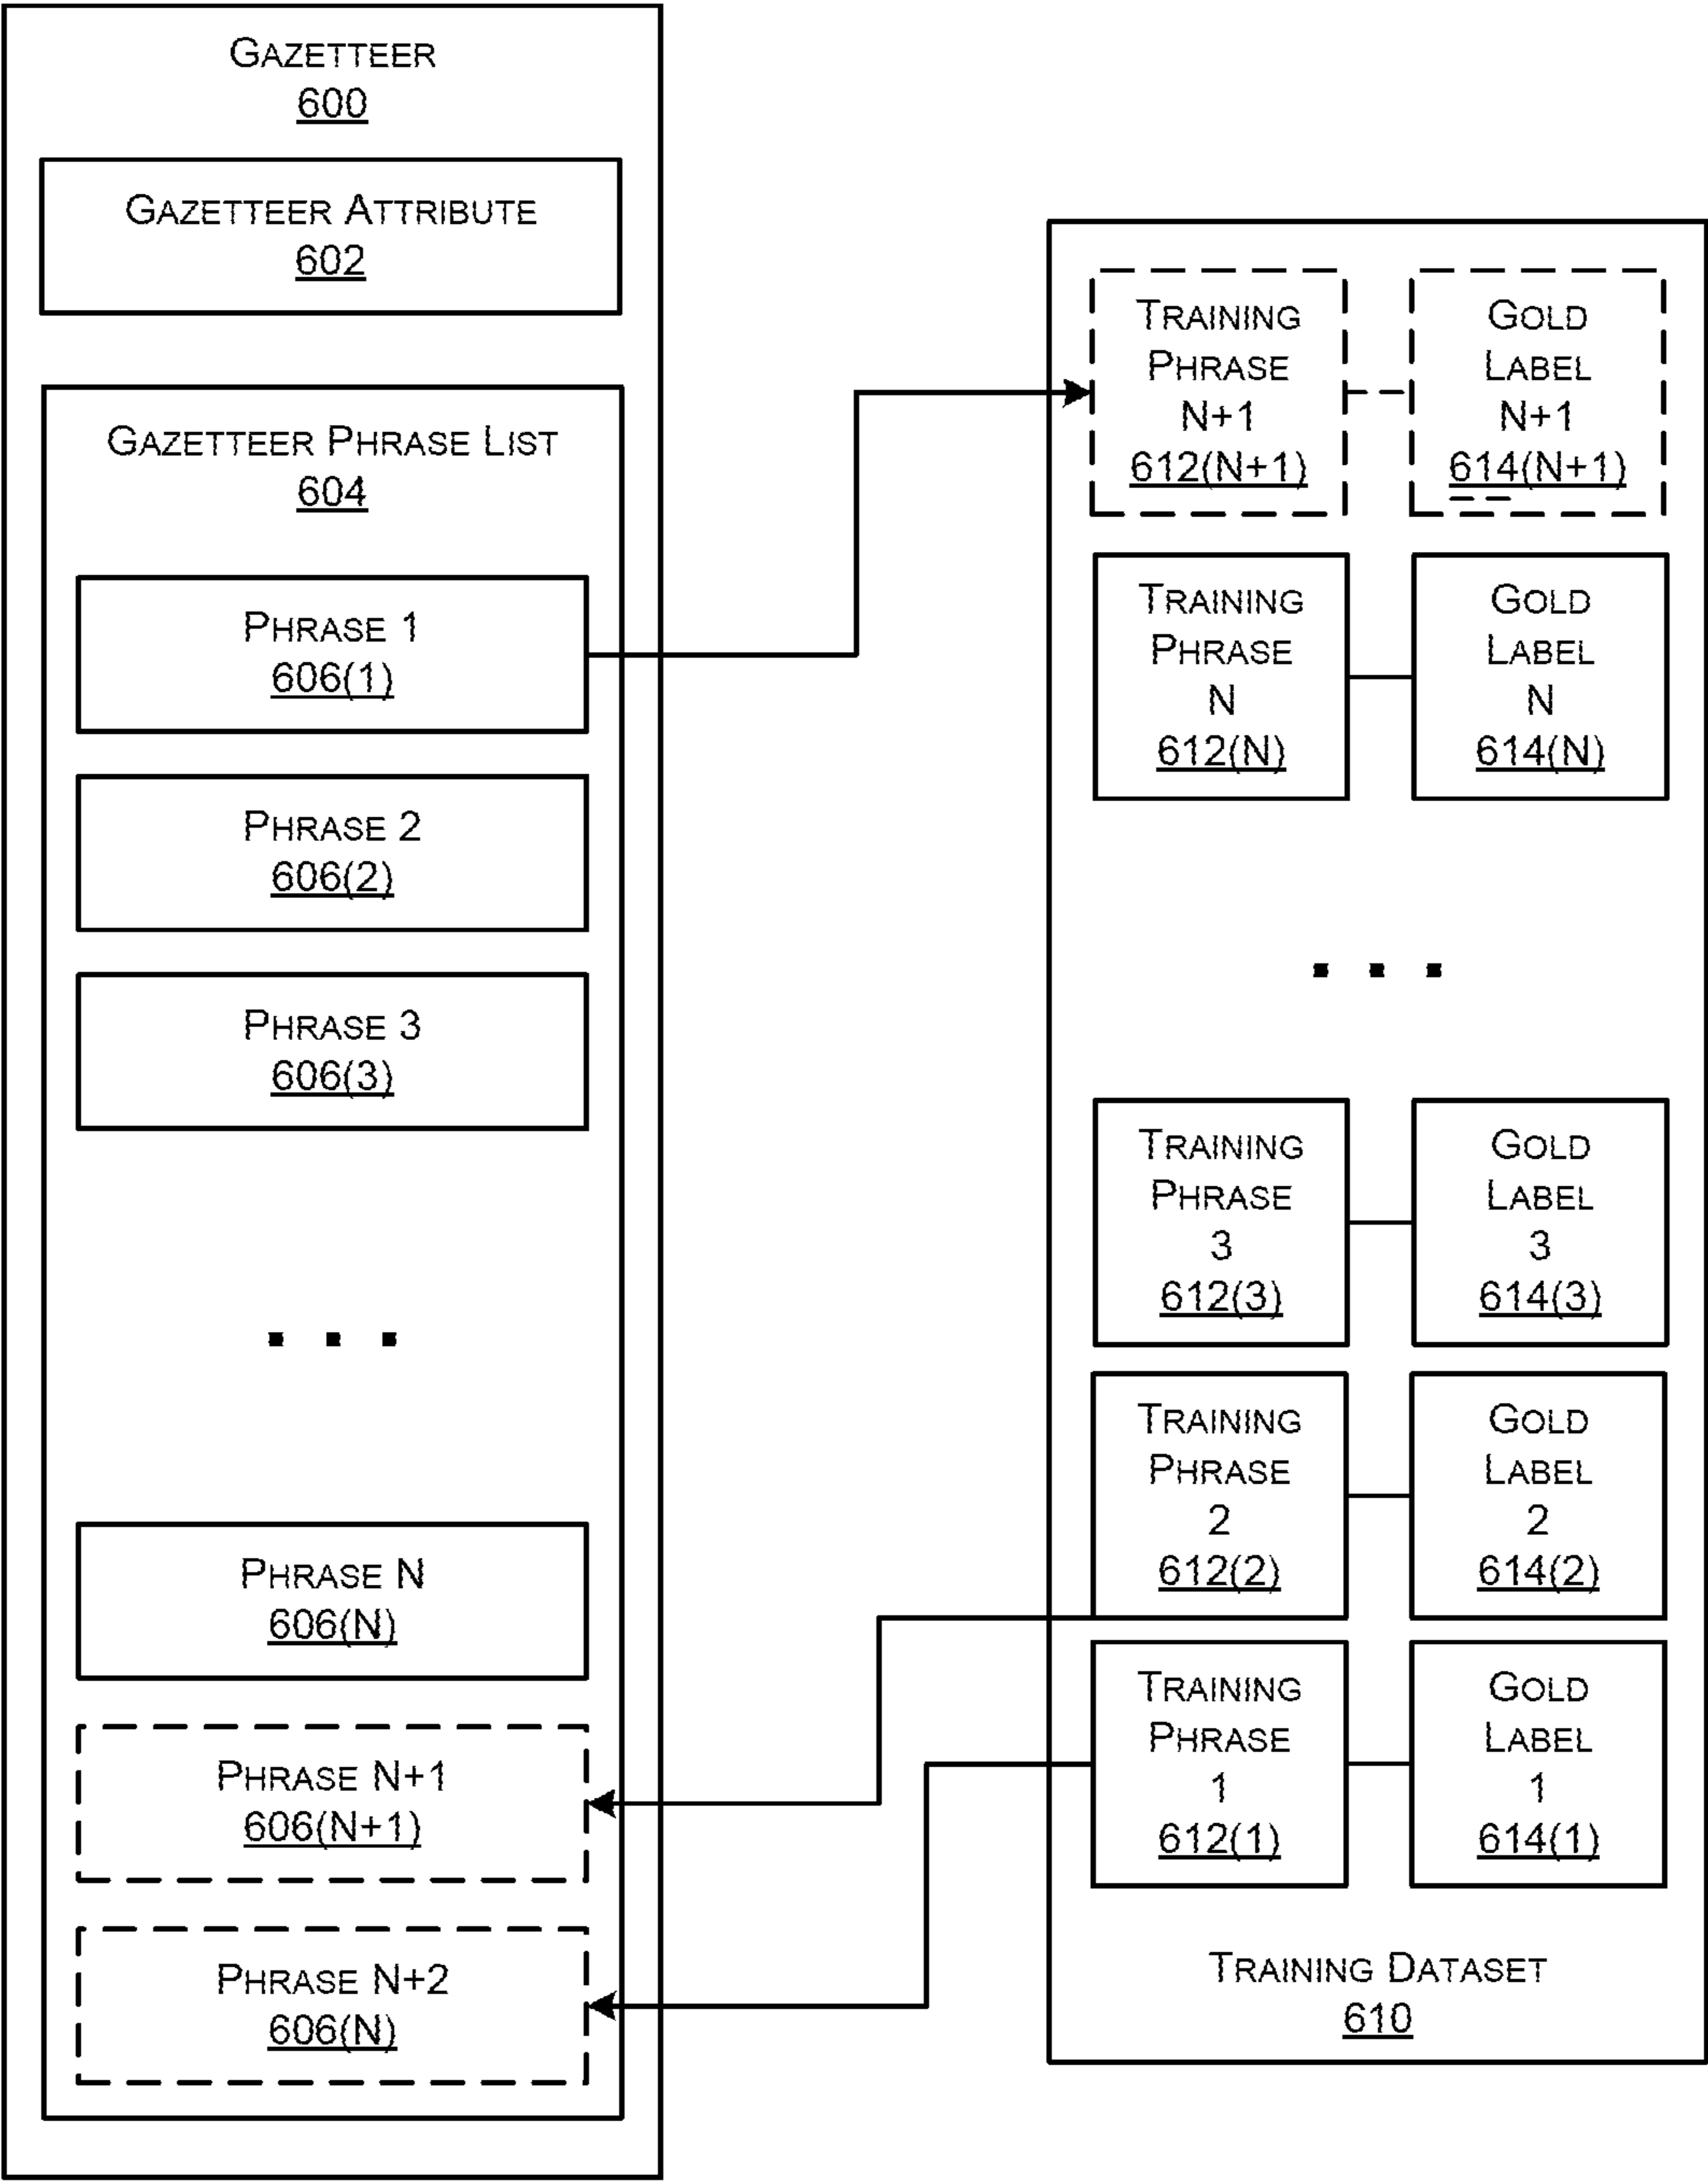 GAZETTEER
600
GAZETTEER ATTRIBUTE
602
GAZETTEER PHRASE LIST
604
PHRASE 1
606(1)
PHRASE 2
606(2)
PHRASE 3
606(3)
. . .
PHRASE N
606(N)
PHRASE N+1
606(N+1)
PHRASE N+2
606(N)
TRAINING
PHRASE
N+1
612(N+1)
GOLD
LABEL
N+1
614(N+1)
TRAINING
PHRASE
N
612(N)
GOLD
LABEL
N
614(N)
. . .
TRAINING
PHRASE
3
612(3)
GOLD
LABEL
3
614(3)
TRAINING
PHRASE
2
612(2)
GOLD
LABEL
2
614(2)
TRAINING
PHRASE
1
612(1)
GOLD
LABEL
1
614(1)
TRAINING DATASET
610